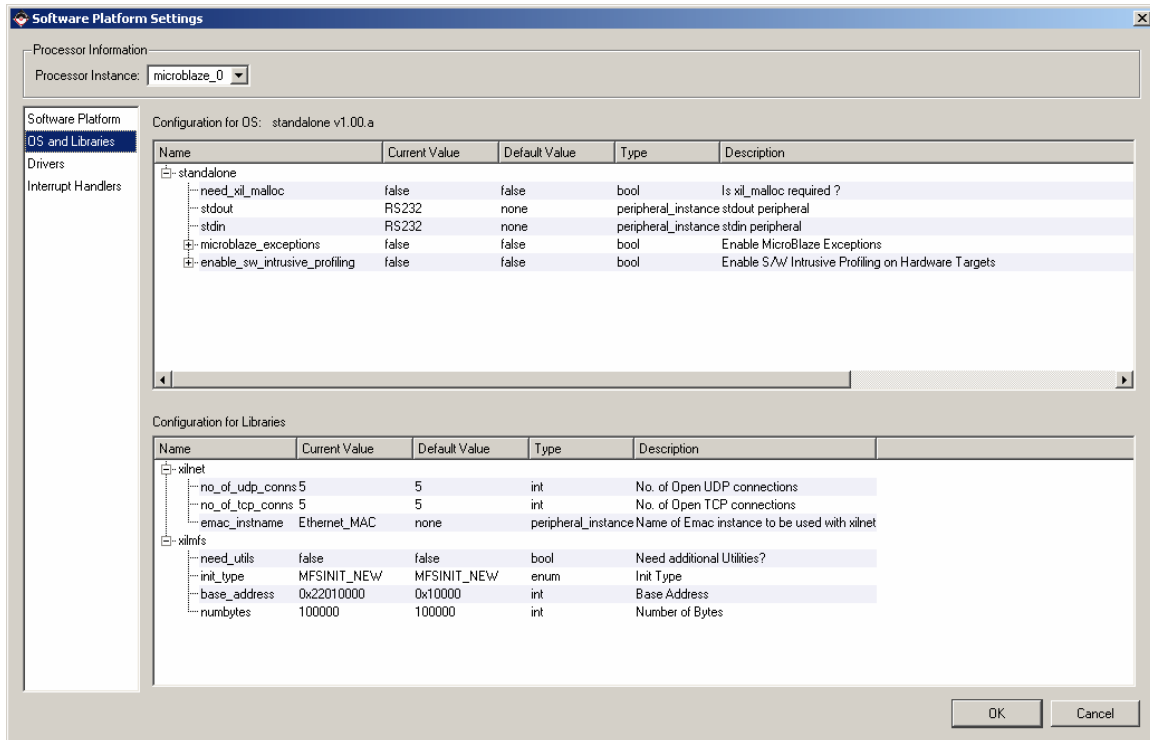 Software Platform Settings
Processor Information
Processor Instance: microblaze_0
Software Platform
OS and Libraries
Drivers
Interrupt Handlers
Configuration for OS: standalone v1.00.a
Name Current Value Default Value Type Description
standalone
need_xil_malloc false false bool Is xil_malloc required ?
stdout RS232 none peripheral_instance stdout peripheral
stdin RS232 none peripheral_instance stdin peripheral
microblaze_exceptions false false bool Enable MicroBlaze Exceptions
enable_sw_intrusive_profiling false false bool Enable S/W Intrusive Profiling on Hardware Targets
Configuration for Libraries
Name Current Value Default Value Type Description
xilnet
no_of_udp_conns 5 5 int No. of Open UDP connections
no_of_tcp_conns 5 5 int No. of Open TCP connections
emac_instname Ethernet_MAC none peripheral_instance Name of Emac instance to be used with xilnet
xilmfs
need_utils false false bool Need additional Utilities?
init_type MFSINIT_NEW MFSINIT_NEW enum Init Type
base_address 0x22010000 0x10000 int Base Address
numbytes 100000 100000 int Number of Bytes
OK Cancel